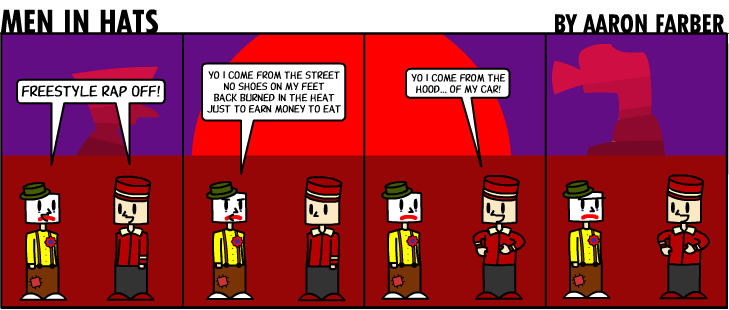 MEN IN HATS
BY AARON FARBER
FREESTYLE RAP OFF!
YO I COME FROM THE STREET
NO SHOES ON MY FEET
BACK BURNED IN THE HEAT
JUST TO EARN MONEY TO EAT
YO I COME FROM THE
HOOD... OF MY CAR!